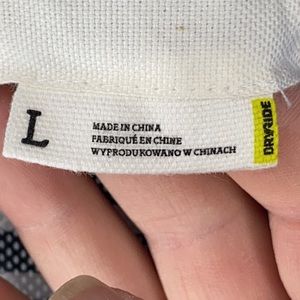 L
MADE IN CHINA
FABRIQUÉ EN CHINE
WYPRODUKOWANO W CHINACH
DRYRIDE